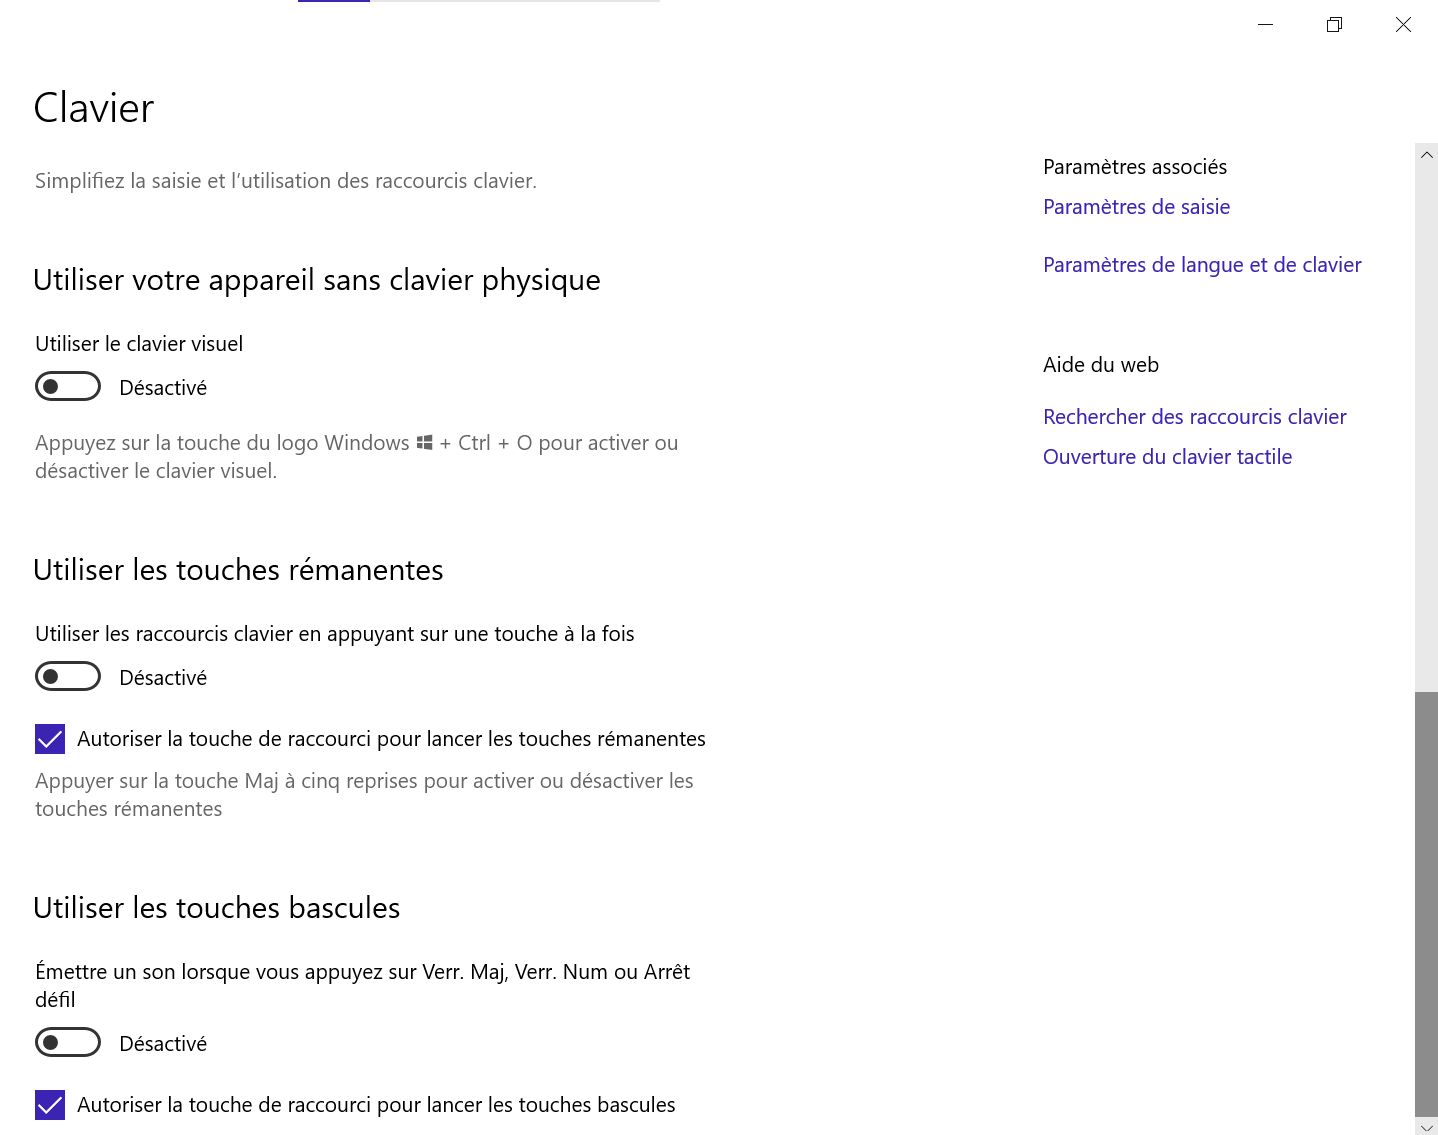 Clavier
Simplifiez la saisie et l’utilisation des raccourcis clavier.
Utiliser votre appareil sans clavier physique
Utiliser le clavier visuel
Désactivé
Appuyez sur la touche du logo Windows + Ctrl + O pour activer ou
désactiver le clavier visuel.
Utiliser les touches rémanentes
Utiliser les raccourcis clavier en appuyant sur une touche à la fois
Désactivé
Autoriser la touche de raccourci pour lancer les touches rémanentes
Appuyer sur la touche Maj à cinq reprises pour activer ou désactiver les
touches rémanentes
Utiliser les touches bascules
Émettre un son lorsque vous appuyez sur Verr. Maj, Verr. Num ou Arrêt
défil
Désactivé
Autoriser la touche de raccourci pour lancer les touches bascules
Paramètres associés
Paramètres de saisie
Paramètres de langue et de clavier
Aide du web
Rechercher des raccourcis clavier
Ouverture du clavier tactile